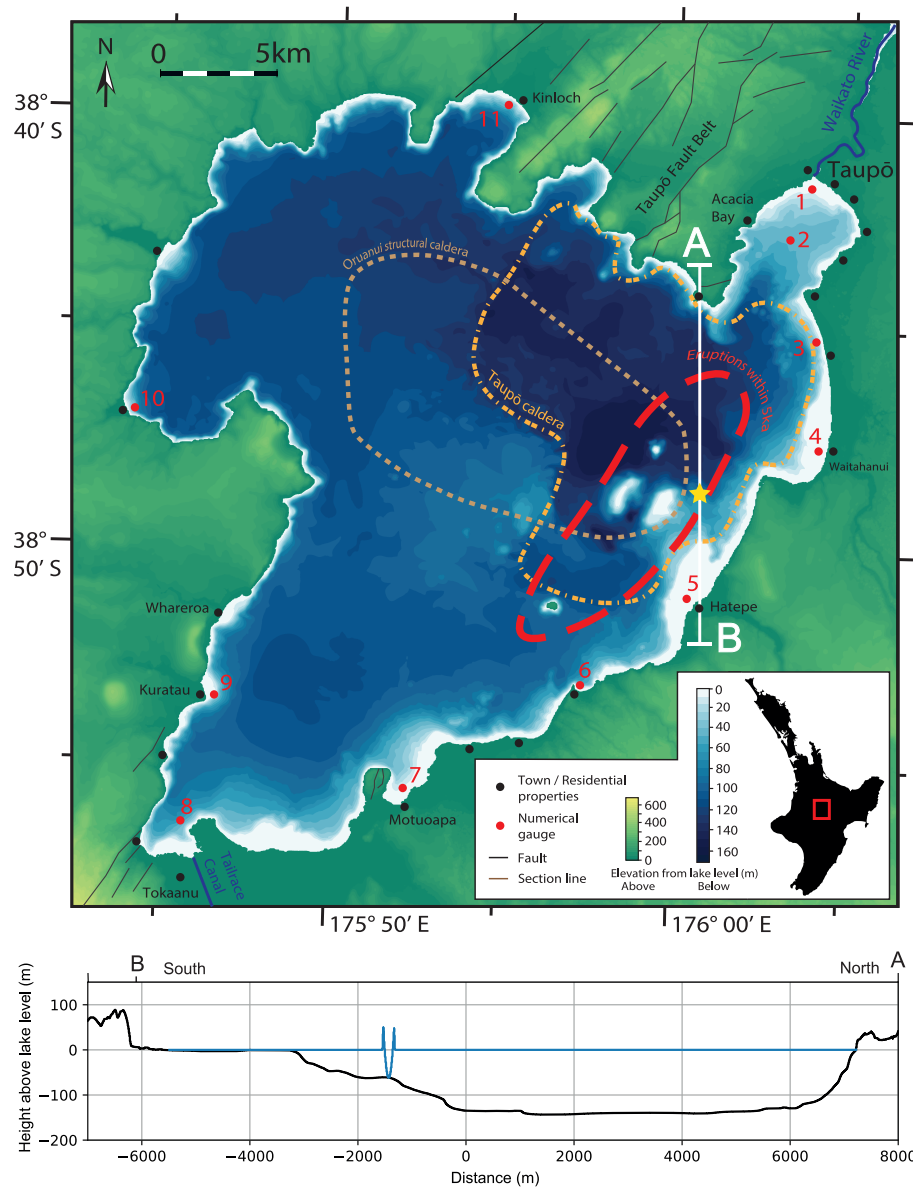 N
0 5km
38°
40' S
11
Kinloch
Waikato River
Taupō Fault Belt
Taupō
Acacia
Bay
1
2
A
Oruanui structural caldera
3
Eruptions within 5ka
Taupō caldera
10
4
Waitahanui
38°
50' S
5
Hatepe
B
Whareroa
6
Kuratau
9
7
Motuoapa
8
Tokaanu
Tailrace
Canal
Town / Residential
properties
Numerical
gauge
Fault
Section line
600
400
200
0
0
20
40
60
80
100
120
140
160
Elevation from lake level (m)
Above Below
175° 50' E
176° 00' E
B South North A
Height above lake level (m)
100
0
−100
−200
−6000 −4000 −2000 0 2000 4000 6000 8000
Distance (m)